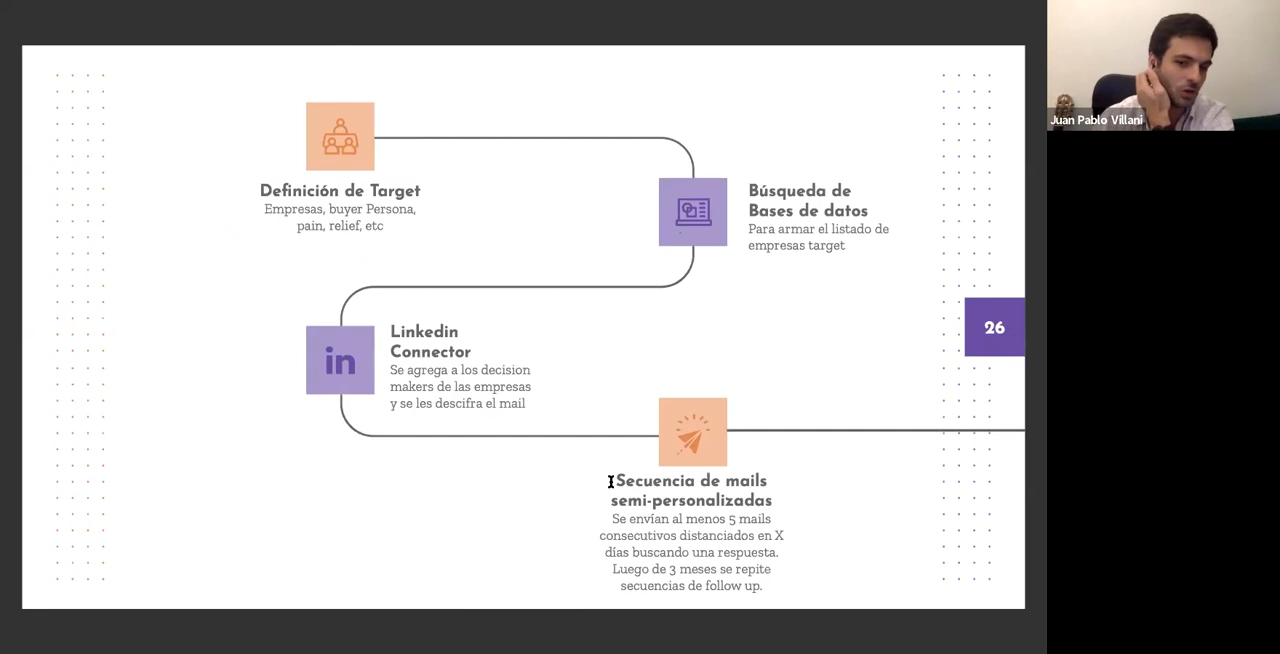 Definición de Target
Empresas, buyer Persona,
pain, relief, etc
Búsqueda de
Bases de datos
Para armar el listado de
empresas target
26
Linkedin
Connector
Se agrega a los decision
makers de las empresas
y se les descifra el mail
in
Secuencia de mails
semi-personalizadas
Se envían al menos 5 mails
consecutivos distanciados en X
días buscando una respuesta.
Luego de 3 meses se repite
secuencias de follow up.
Juan Pablo Villani